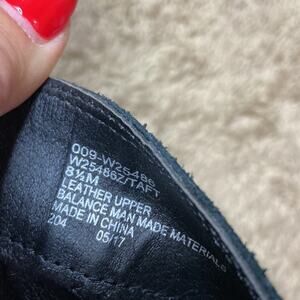 009-W25486
W25486Z/TAFT
8½M
LEATHER UPPER
BALANCE MAN MADE MATERIALS
MADE IN CHINA
204 05/17